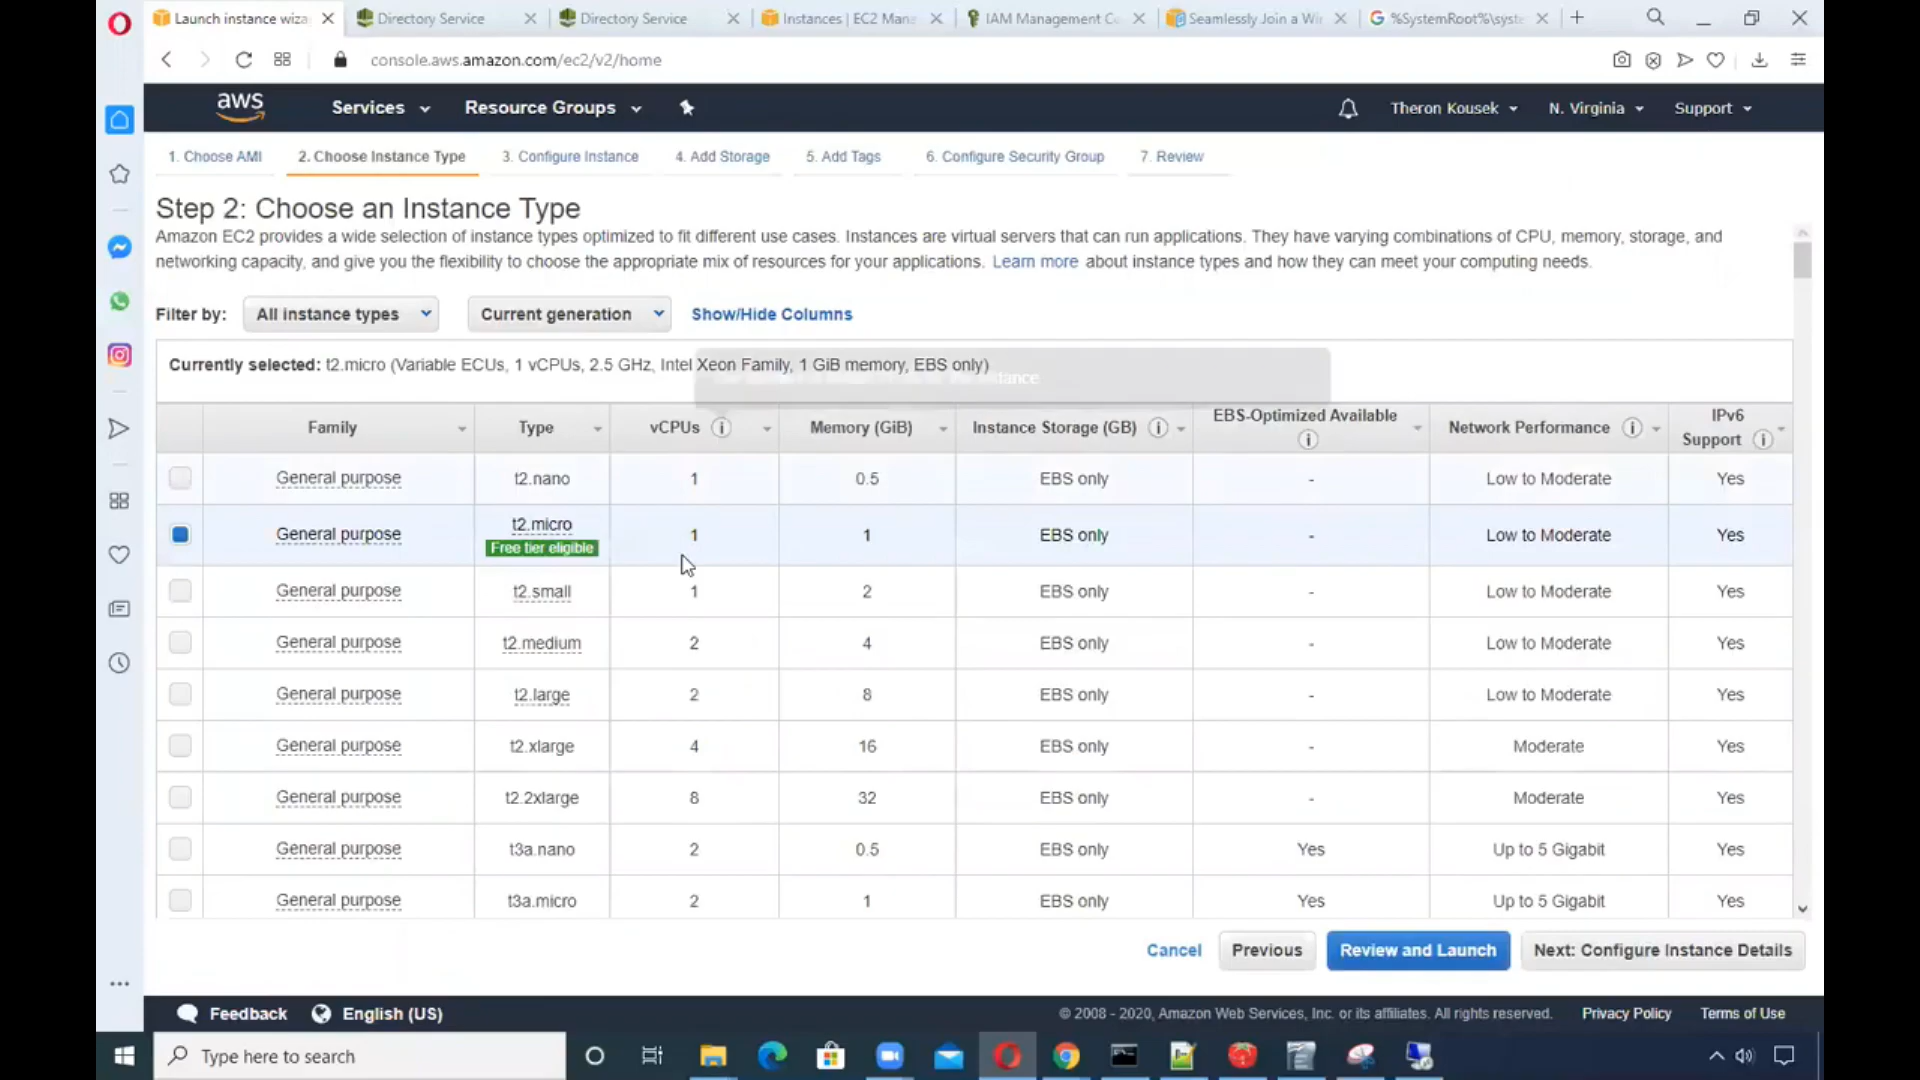 Launch instance wiza
Directory Service
Directory Service
Instances | EC2 Mana
IAM Management Co
Seamlessly Join a Wi
%SystemRoot%\syste
console.aws.amazon.com/ec2/v2/home
aws
Services
Resource Groups
Theron Kousek
N. Virginia
Support
1. Choose AMI
2. Choose Instance Type
3. Configure Instance
4. Add Storage
5. Add Tags
6. Configure Security Group
7. Review
Step 2: Choose an Instance Type
Amazon EC2 provides a wide selection of instance types optimized to fit different use cases. Instances are virtual servers that can run applications. They have varying combinations of CPU, memory, storage, and
networking capacity, and give you the flexibility to choose the appropriate mix of resources for your applications. Learn more about instance types and how they can meet your computing needs.
Filter by:
All instance types
Current generation
Show/Hide Columns
Currently selected: t2.micro (Variable ECUs, 1 vCPUs, 2.5 GHz, Intel Xeon Family, 1 GiB memory, EBS only)
Family
Type
vCPUs
Memory (GiB)
Instance Storage (GB)
EBS-Optimized Available
Network Performance
IPv6
Support
General purpose t2.nano 1 0.5 EBS only - Low to Moderate Yes
General purpose t2.micro 1 1 EBS only - Low to Moderate Yes
Free tier eligible
General purpose t2.small 1 2 EBS only - Low to Moderate Yes
General purpose t2.medium 2 4 EBS only - Low to Moderate Yes
General purpose t2.large 2 8 EBS only - Low to Moderate Yes
General purpose t2.xlarge 4 16 EBS only - Moderate Yes
General purpose t2.2xlarge 8 32 EBS only - Moderate Yes
General purpose t3a.nano 2 0.5 EBS only Yes Up to 5 Gigabit Yes
General purpose t3a.micro 2 1 EBS only Yes Up to 5 Gigabit Yes
Cancel
Previous
Review and Launch
Next: Configure Instance Details
Feedback
English (US)
© 2008 - 2020, Amazon Web Services, Inc. or its affiliates. All rights reserved.
Privacy Policy
Terms of Use
Type here to search